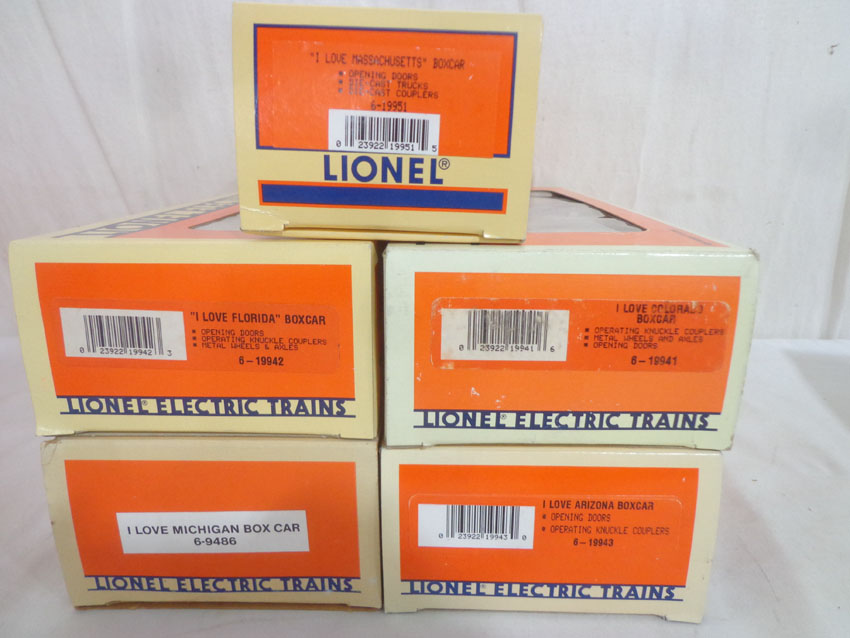 "I LOVE MASSACHUSETTS" BOXCAR
■ OPENING DOORS
■ DIE-CAST TRUCKS
■ DIE-CAST COUPLERS
6-19951
0 23922 19951 5
LIONEL®
"I LOVE FLORIDA" BOXCAR
■ OPENING DOORS
■ OPERATING KNUCKLE COUPLERS
■ METAL WHEELS & AXLES
6-19942
0 23922 19942 3
LIONEL® ELECTRIC TRAINS
I LOVE COLORADO
BOXCAR
■ OPERATING KNUCKLE COUPLERS
■ METAL WHEELS AND AXLES
■ OPENING DOORS
6-19941
0 23922 19941 6
LIONEL® ELECTRIC TRAINS
I LOVE MICHIGAN BOX CAR
6-9486
LIONEL ELECTRIC TRAINS
I LOVE ARIZONA BOXCAR
■ OPENING DOORS
■ OPERATING KNUCKLE COUPLERS
6-19943
0 23922 19943 0
LIONEL® ELECTRIC TRAINS